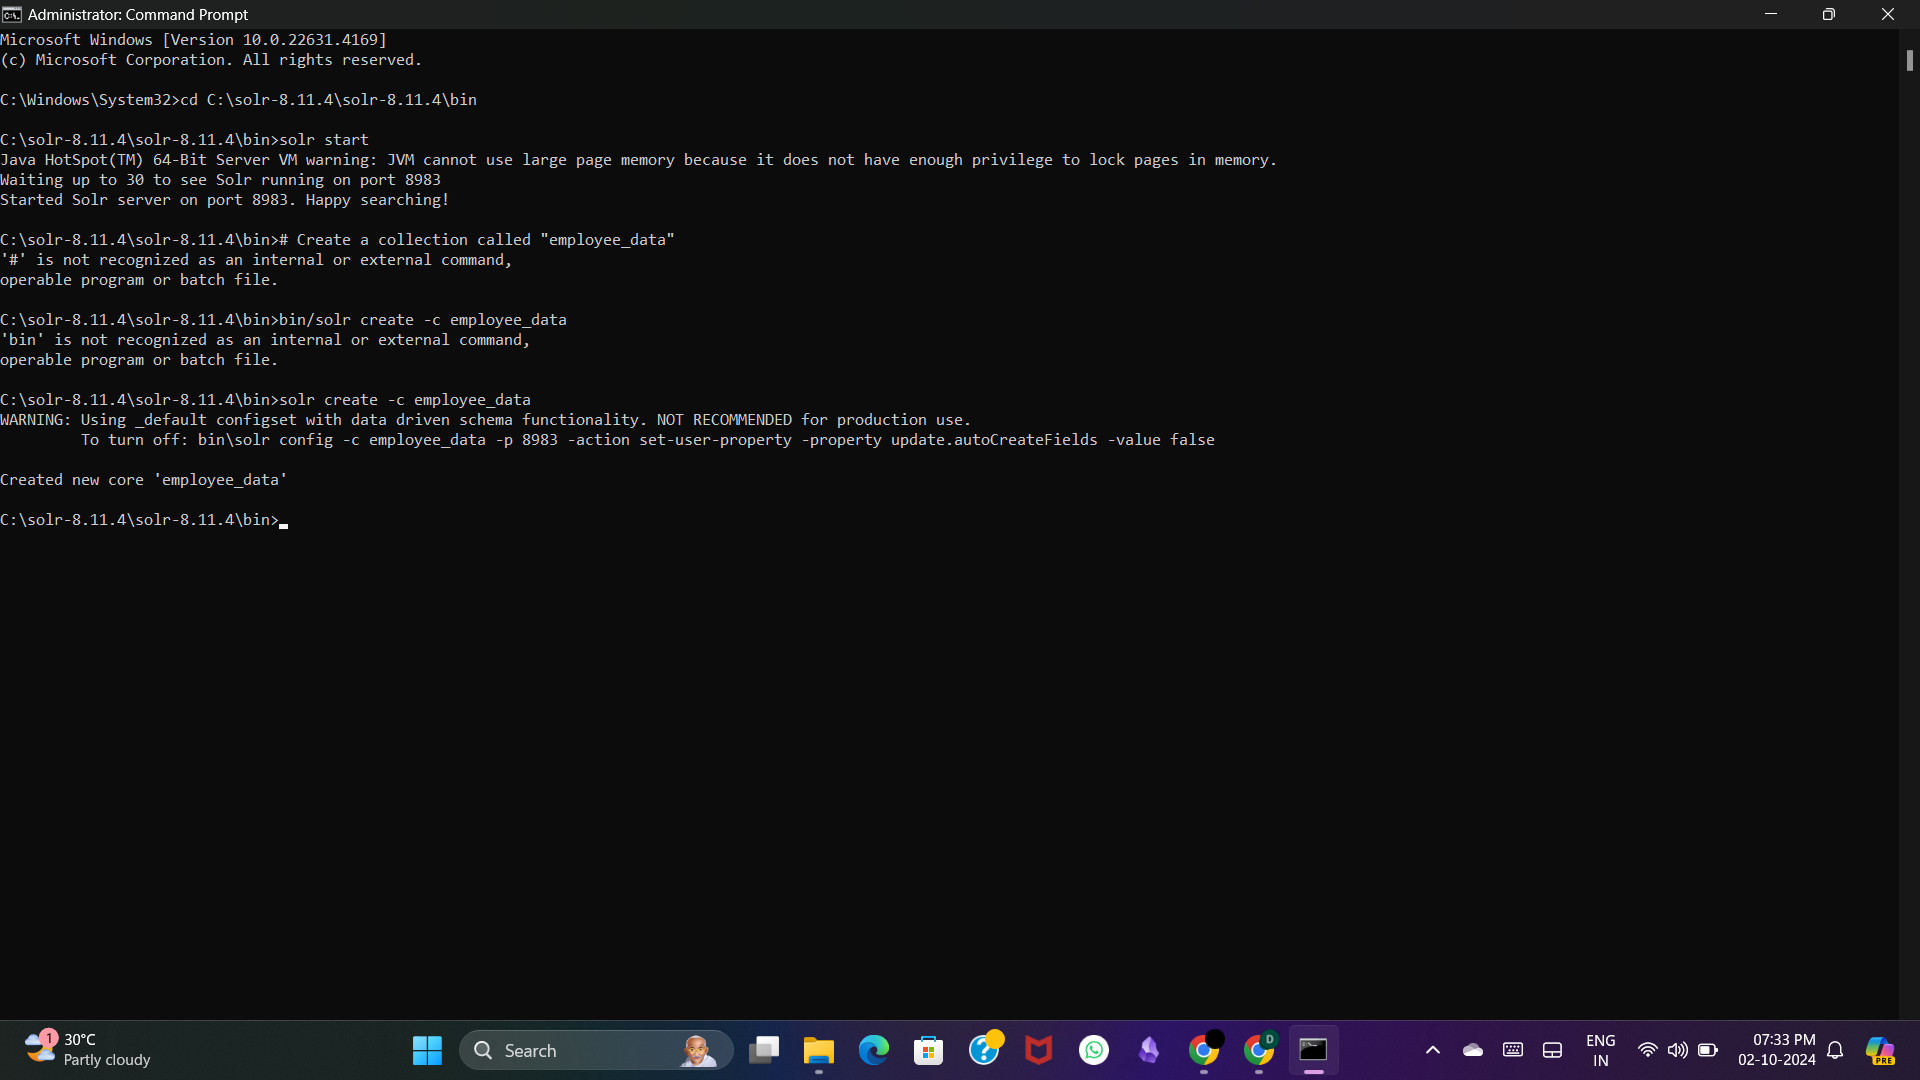 Administrator: Command Prompt
Microsoft Windows [Version 10.0.22631.4169]
(c) Microsoft Corporation. All rights reserved.
C:\Windows\System32>cd C:\solr-8.11.4\solr-8.11.4\bin
C:\solr-8.11.4\solr-8.11.4\bin>solr start
Java HotSpot(TM) 64-Bit Server VM warning: JVM cannot use large page memory because it does not have enough privilege to lock pages in memory.
Waiting up to 30 to see Solr running on port 8983
Started Solr server on port 8983. Happy searching!
C:\solr-8.11.4\solr-8.11.4\bin># Create a collection called "employee_data"
'#' is not recognized as an internal or external command,
operable program or batch file.
C:\solr-8.11.4\solr-8.11.4\bin>bin/solr create -c employee_data
'bin' is not recognized as an internal or external command,
operable program or batch file.
C:\solr-8.11.4\solr-8.11.4\bin>solr create -c employee_data
WARNING: Using _default configset with data driven schema functionality. NOT RECOMMENDED for production use.
To turn off: bin\solr config -c employee_data -p 8983 -action set-user-property -property update.autoCreateFields -value false
Created new core 'employee_data'
C:\solr-8.11.4\solr-8.11.4\bin>
1
30°C
Partly cloudy
Search
D
ENG
IN
07:33 PM
02-10-2024
PRE